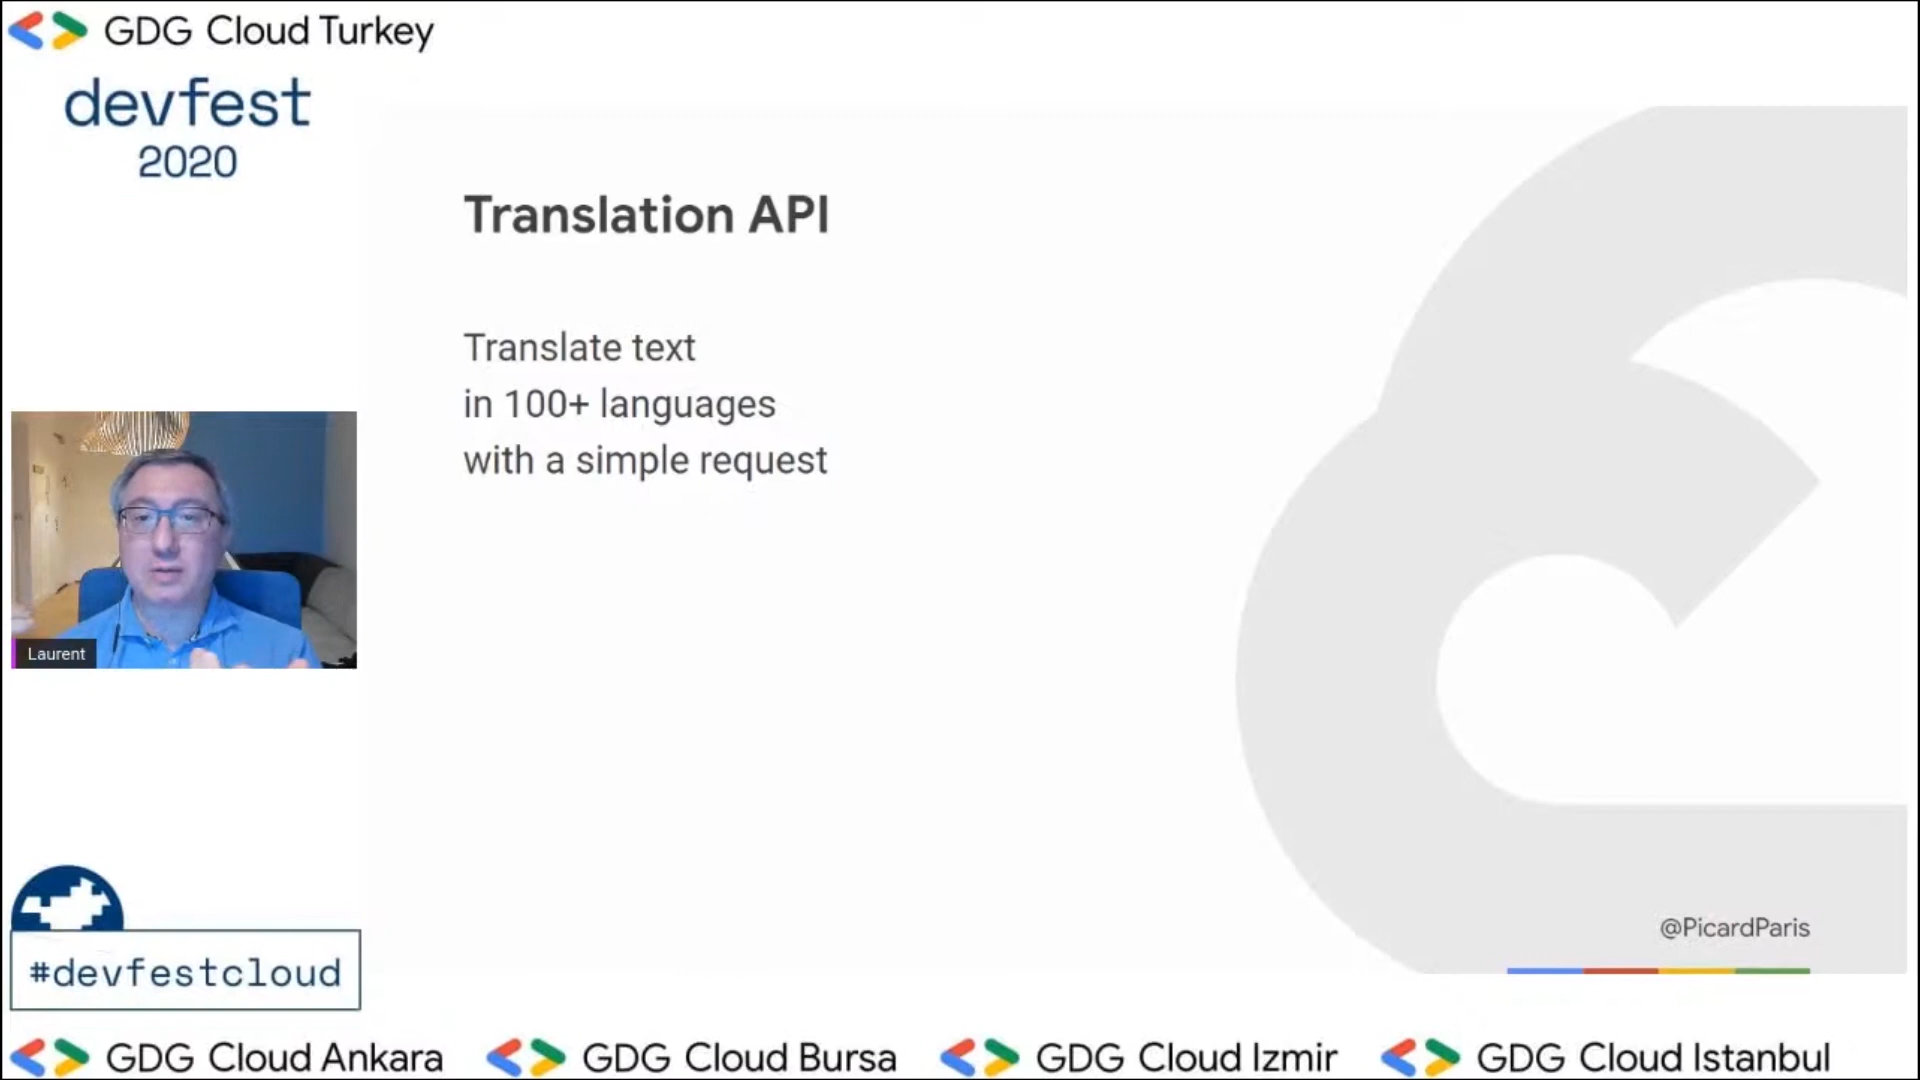 GDG Cloud Turkey
devfest
2020
Translation API
Translate text
in 100+ languages
with a simple request
Laurent
@PicardParis
#devfestcloud
GDG Cloud Ankara
GDG Cloud Bursa
GDG Cloud Izmir
GDG Cloud Istanbul